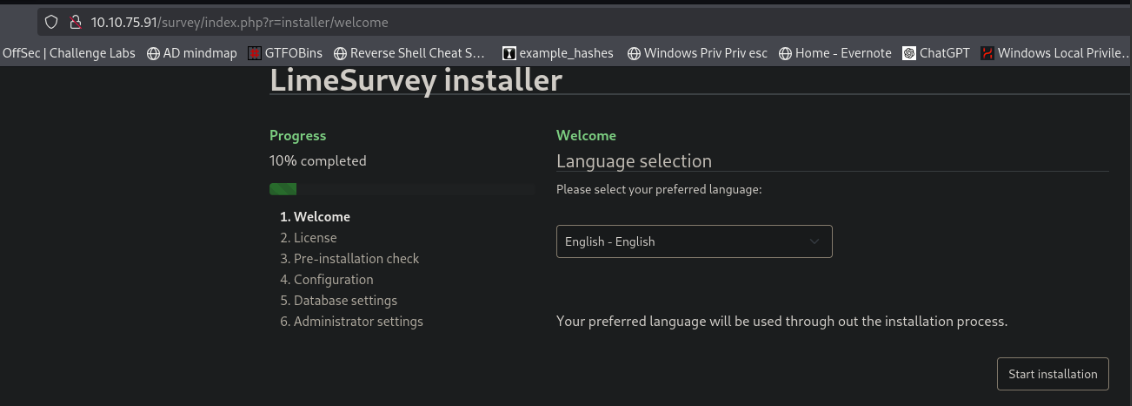 10.10.75.91/survey/index.php?r=installer/welcome
OffSec | Challenge Labs AD mindmap GTFOBins Reverse Shell Cheat S… example_hashes Windows Priv Priv esc Home - Evernote ChatGPT Windows Local Privile…
LimeSurvey installer
Progress
10% completed
1. Welcome
2. License
3. Pre-installation check
4. Configuration
5. Database settings
6. Administrator settings
Welcome
Language selection
Please select your preferred language:
English - English
Your preferred language will be used through out the installation process.
Start installation